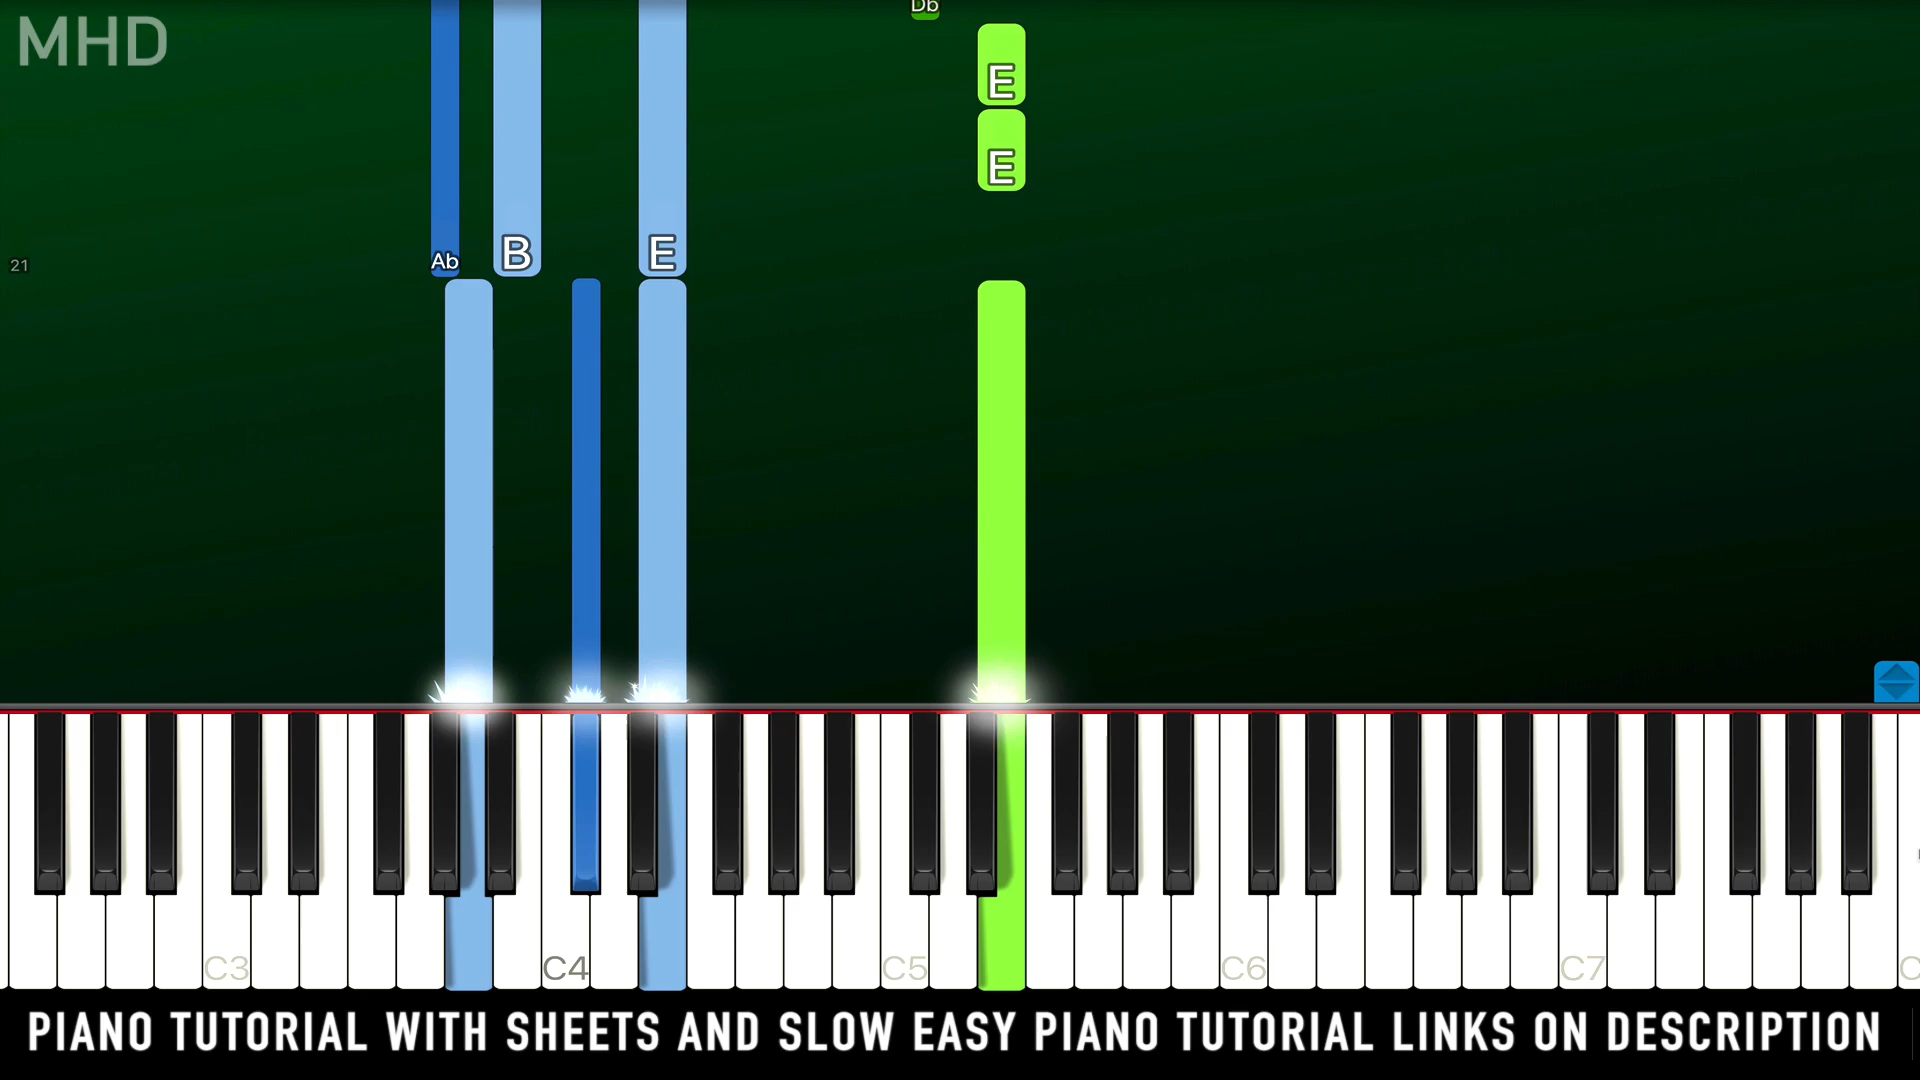 MHD
Db
E
E
Ab B E
21
C3 C4 C5 C6 C7 C
PIANO TUTORIAL WITH SHEETS AND SLOW EASY PIANO TUTORIAL LINKS ON DESCRIPTION